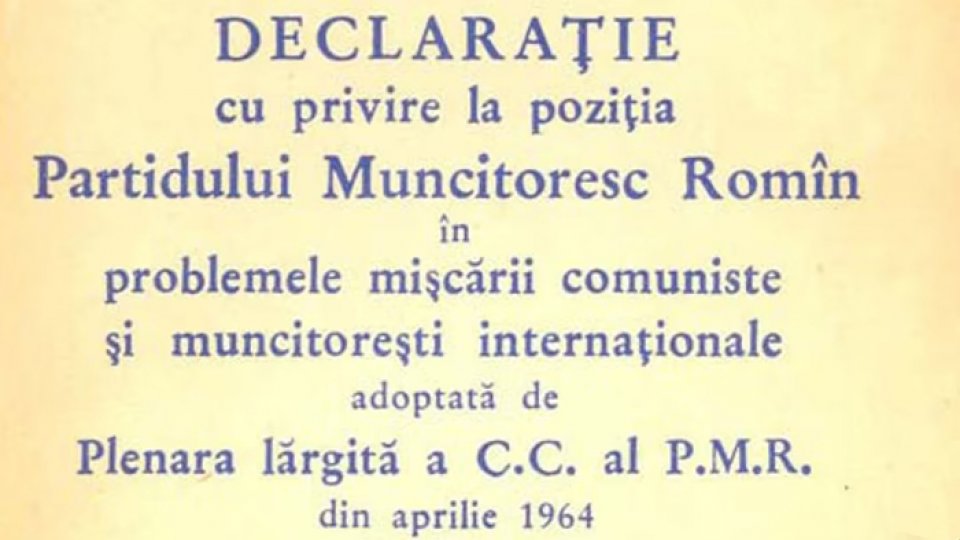 DECLARAŢIE
cu privire la poziţia
Partidului Muncitoresc Romîn
în
problemele mişcării comuniste
şi muncitoreşti internaţionale
adoptată de
Plenara lărgită a C.C. al P.M.R.
din aprilie 1964